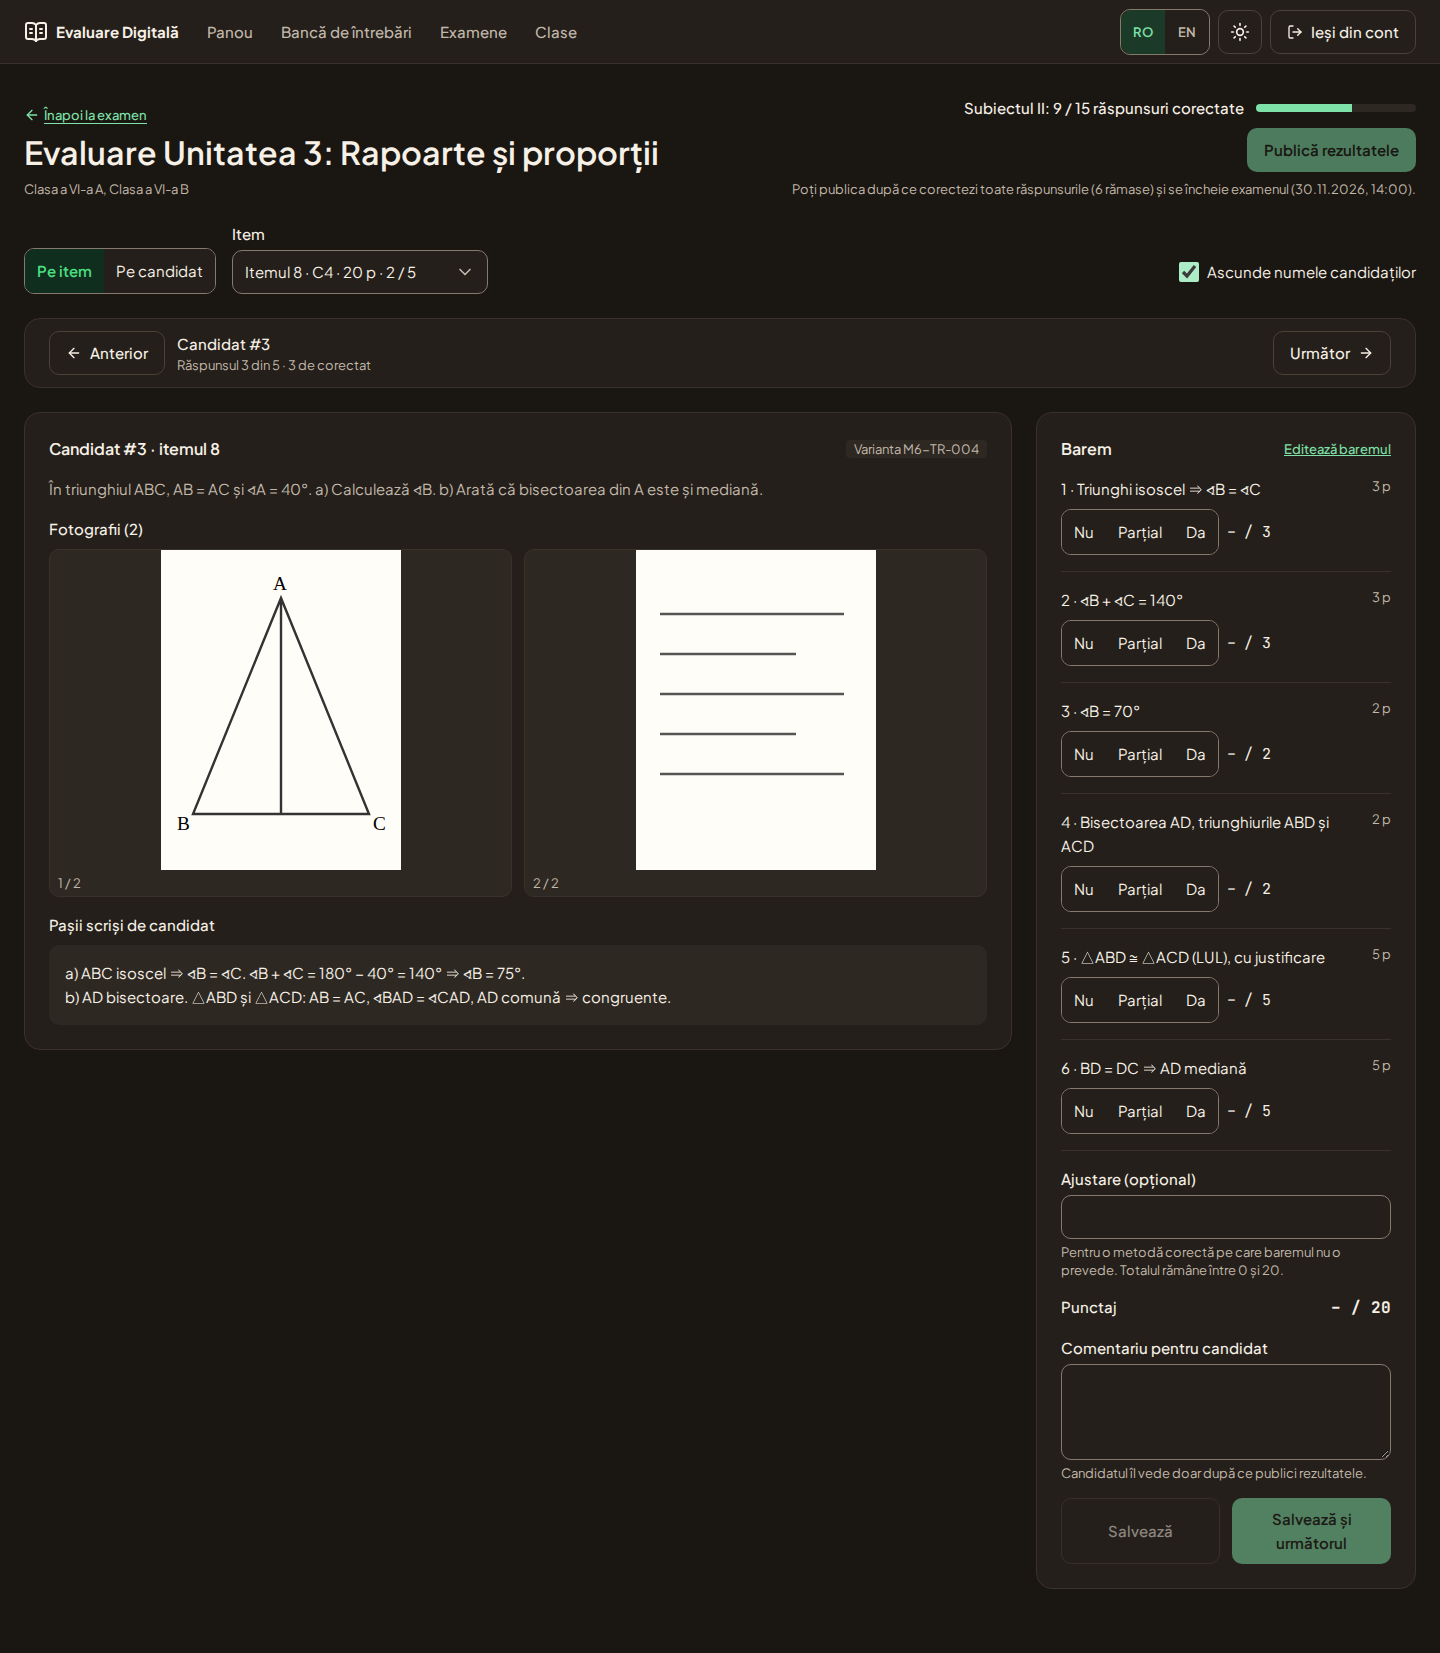 Evaluare Digitală
Panou
Bancă de întrebări
Examene
Clase
RO
EN
Ieși din cont
Înapoi la examen
Evaluare Unitatea 3: Rapoarte și proporții
Clasa a VI-a A, Clasa a VI-a B
Subiectul II: 9 / 15 răspunsuri corectate
Publică rezultatele
Poți publica după ce corectezi toate răspunsurile (6 rămase) și se încheie examenul (30.11.2026, 14:00).
Pe item
Pe candidat
Item
Itemul 8 · C4 · 20 p · 2 / 5
Ascunde numele candidaților
Anterior
Candidat #3
Răspunsul 3 din 5 · 3 de corectat
Următor
Candidat #3 · itemul 8
Varianta M6-TR-004
În triunghiul ABC, AB = AC și ∢A = 40°. a) Calculează ∢B. b) Arată că bisectoarea din A este și mediană.
Fotografii (2)
A
B
C
1 / 2
2 / 2
Pașii scriși de candidat
a) ABC isoscel ⇒ ∢B = ∢C. ∢B + ∢C = 180° − 40° = 140° ⇒ ∢B = 75°.
b) AD bisectoare. △ABD și △ACD: AB = AC, ∢BAD = ∢CAD, AD comună ⇒ congruente.
Barem
Editează baremul
1 · Triunghi isoscel ⇒ ∢B = ∢C
3 p
Nu Parțial Da – / 3
2 · ∢B + ∢C = 140°
3 p
Nu Parțial Da – / 3
3 · ∢B = 70°
2 p
Nu Parțial Da – / 2
4 · Bisectoarea AD, triunghiurile ABD și
ACD
2 p
Nu Parțial Da – / 2
5 · △ABD ≅ △ACD (LUL), cu justificare
5 p
Nu Parțial Da – / 5
6 · BD = DC ⇒ AD mediană
5 p
Nu Parțial Da – / 5
Ajustare (opțional)
Pentru o metodă corectă pe care baremul nu o
prevede. Totalul rămâne între 0 și 20.
Punctaj
– / 20
Comentariu pentru candidat
Candidatul îl vede doar după ce publici rezultatele.
Salvează
Salvează și
următorul